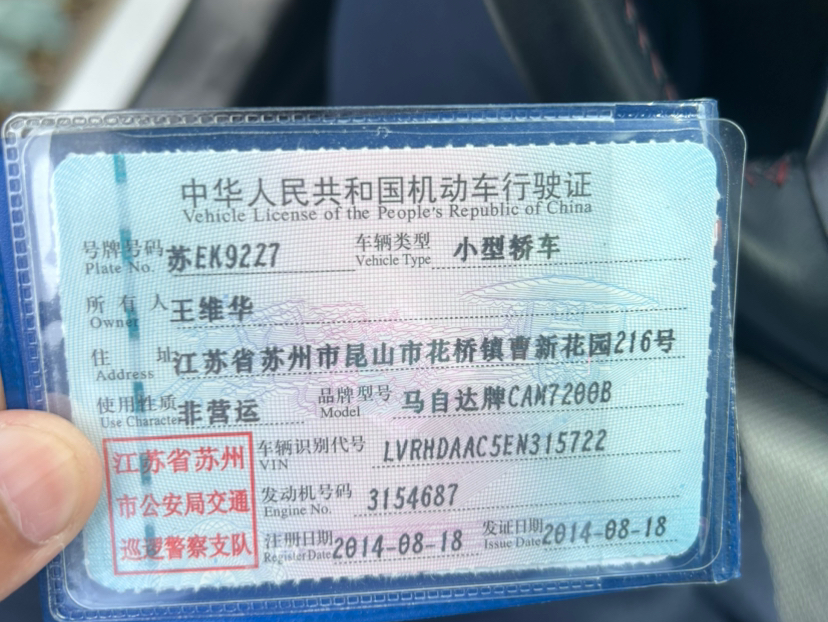 中华人民共和国机动车行驶证
Vehicle License of the People's Republic of China
号牌号码 苏EK92Z7 车辆类型 小型轿车
Plate No. Vehicle Type
所有人 王维华
Owner
住址 江苏省苏州市昆山市花桥镇曹新花园216号
Address
使用性质 非营运 品牌型号 马自达牌CAM7200B
Use Character Model
车辆识别代号 LVRHDAAC5EN315722
VIN
发动机号码 3154687
Engine No.
注册日期 2014-08-18 发证日期 2014-08-18
Register Date Issue Date
江苏省苏州
市公安局交通
巡逻警察支队